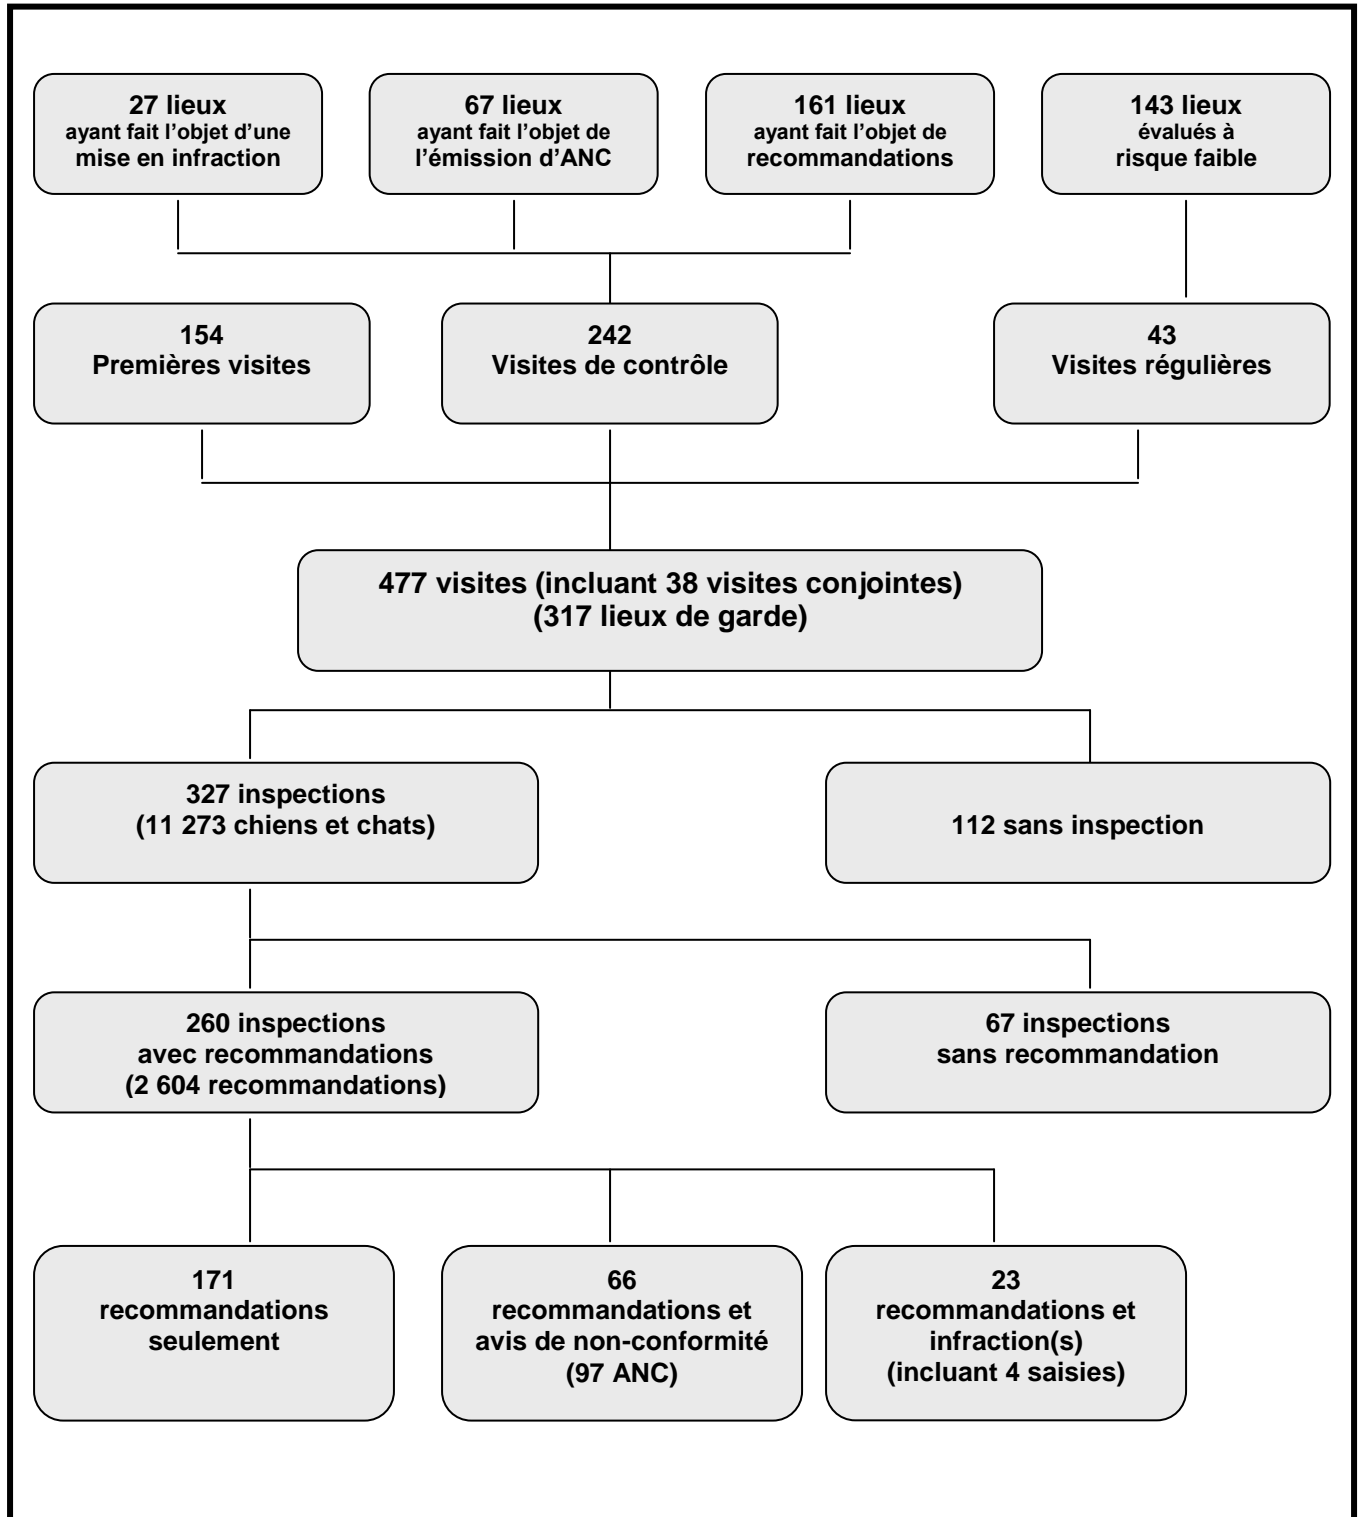 27 lieux
ayant fait l’objet d’une
mise en infraction
67 lieux
ayant fait l’objet de
l’émission d’ANC
161 lieux
ayant fait l’objet de
recommandations
143 lieux
évalués à
risque faible
154
Premières visites
242
Visites de contrôle
43
Visites régulières
477 visites (incluant 38 visites conjointes)
(317 lieux de garde)
327 inspections
(11 273 chiens et chats)
112 sans inspection
260 inspections
avec recommandations
(2 604 recommandations)
67 inspections
sans recommandation
171
recommandations
seulement
66
recommandations et
avis de non-conformité
(97 ANC)
23
recommandations et
infraction(s)
(incluant 4 saisies)